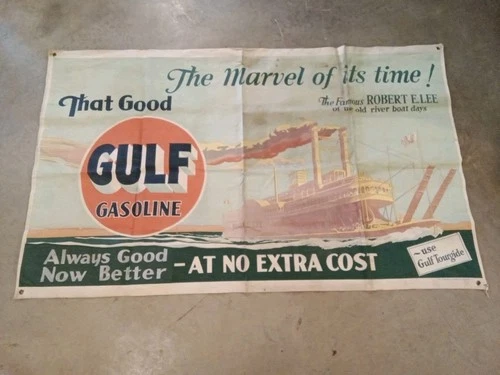 The Marvel of its time!
The Famous ROBERT E. LEE
of the old river boat days
That Good
GULF
GASOLINE
Always Good
Now Better
- AT NO EXTRA COST
~use
Gulf Tourgide